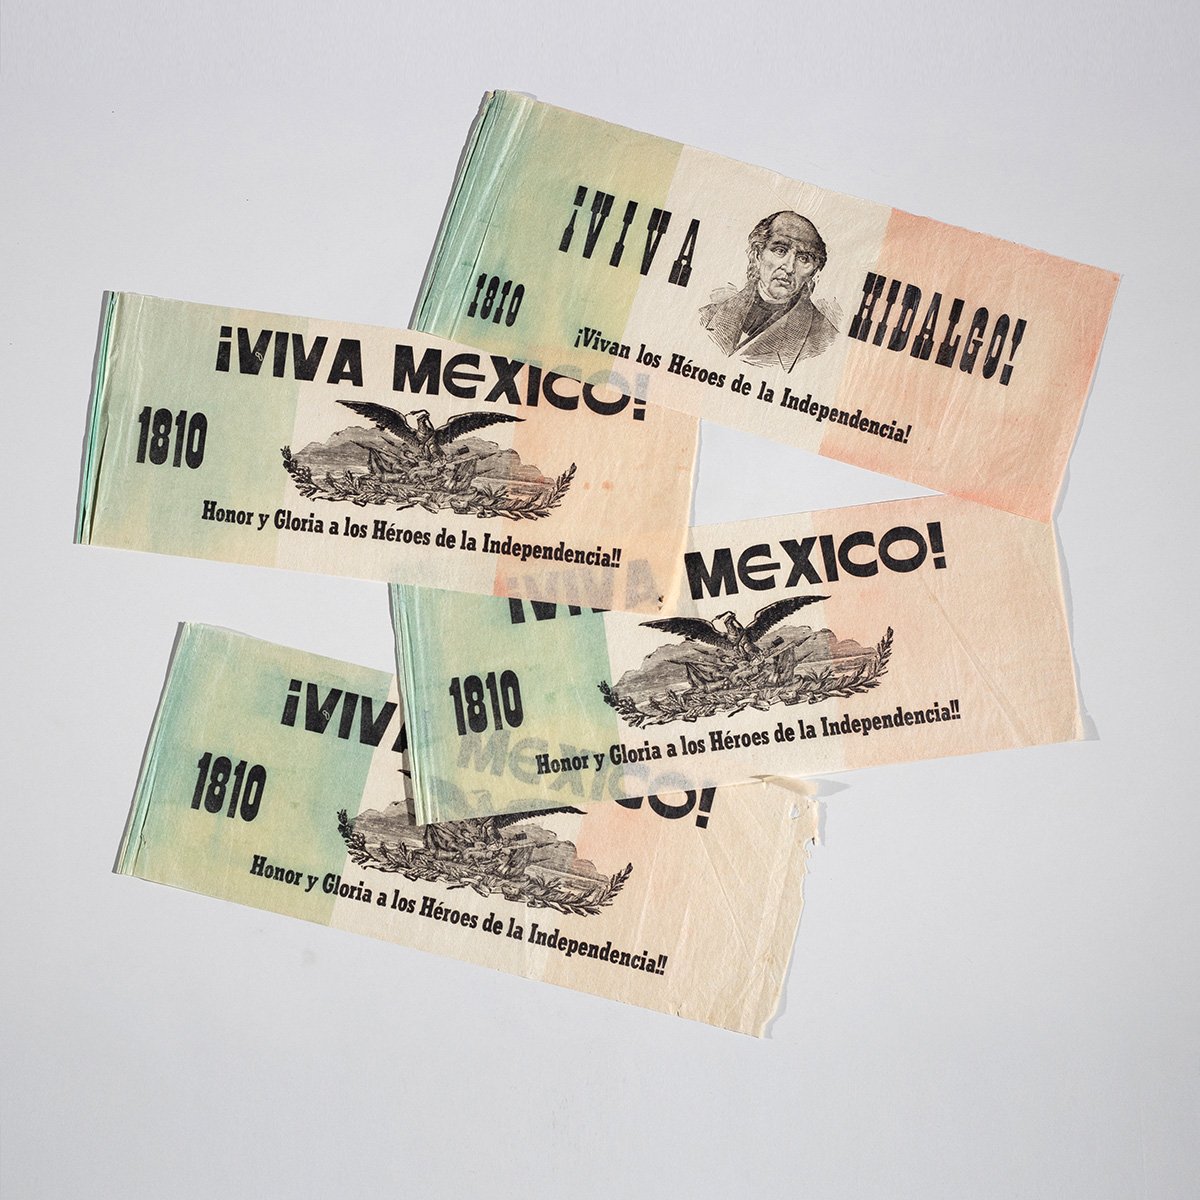 ¡VIVA
HIDALGO!
1810
¡Vivan los Héroes de la Independencia!
¡VIVA MEXICO!
1810
Honor y Gloria a los Héroes de la Independencia!!
¡VIVA MEXICO!
1810
Honor y Gloria a los Héroes de la Independencia!!
¡VIVA MEXICO!
1810
Honor y Gloria a los Héroes de la Independencia!!